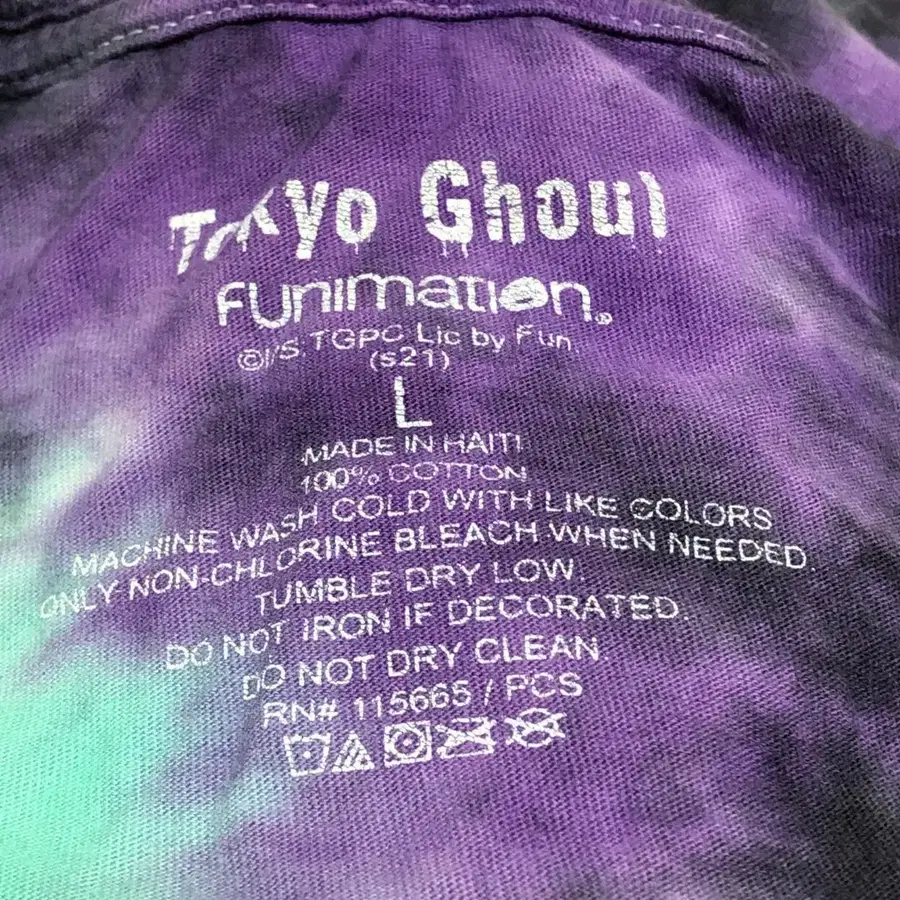 Tokyo Ghoul
Funimation®
©I/S, TGPC Lic by Fun.
(s21)
L
MADE IN HAITI
100% COTTON
MACHINE WASH COLD WITH LIKE COLORS
ONLY NON-CHLORINE BLEACH WHEN NEEDED.
TUMBLE DRY LOW.
DO NOT IRON IF DECORATED.
DO NOT DRY CLEAN.
RN# 115665 / PCS